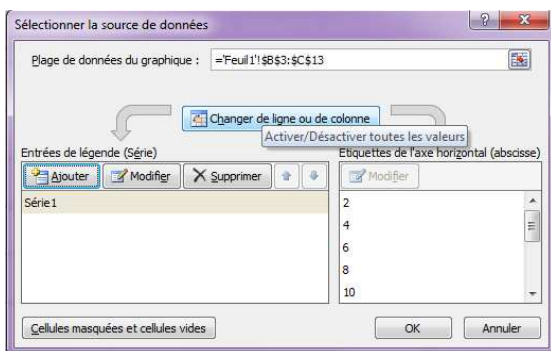 Sélectionner la source de données
Plage de données du graphique : ='Feuil1'!$B$3:$C$13
Changer de ligne ou de colonne
Activer/Désactiver toutes les valeurs
Entrées de légende (Série)
Etiquettes de l'axe horizontal (abscisse)
Ajouter Modifier Supprimer
Modifier
Série1
2
4
6
8
10
Cellules masquées et cellules vides
OK Annuler